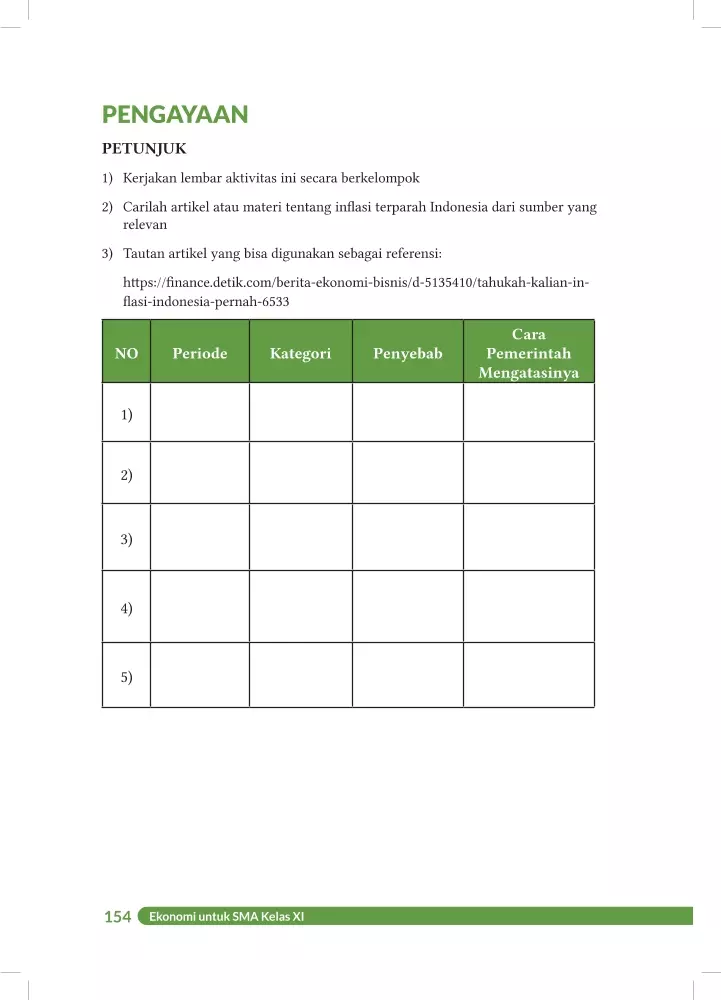 PENGAYAAN
PETUNJUK
1) Kerjakan lembar aktivitas ini secara berkelompok
2) Carilah artikel atau materi tentang inflasi terparah Indonesia dari sumber yang
relevan
3) Tautan artikel yang bisa digunakan sebagai referensi:
https://finance.detik.com/berita-ekonomi-bisnis/d-5135410/tahukah-kalian-in-
flasi-indonesia-pernah-6533
NO Periode Kategori Penyebab Cara
Pemerintah
Mengatasinya
1)
2)
3)
4)
5)
154 Ekonomi untuk SMA Kelas XI